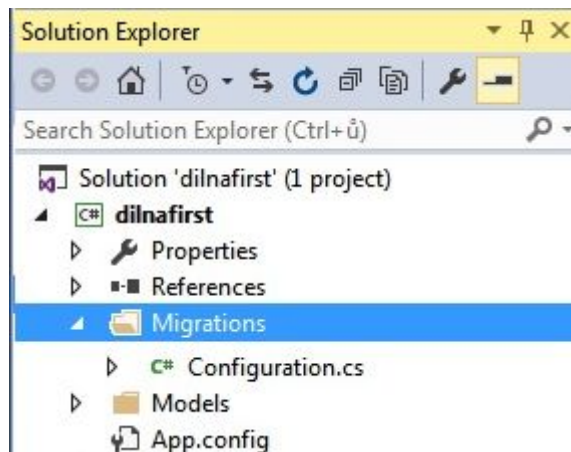 Solution Explorer
Search Solution Explorer (Ctrl+ů)
Solution 'dilnafirst' (1 project)
C# dilnafirst
Properties
References
Migrations
C# Configuration.cs
Models
App.config